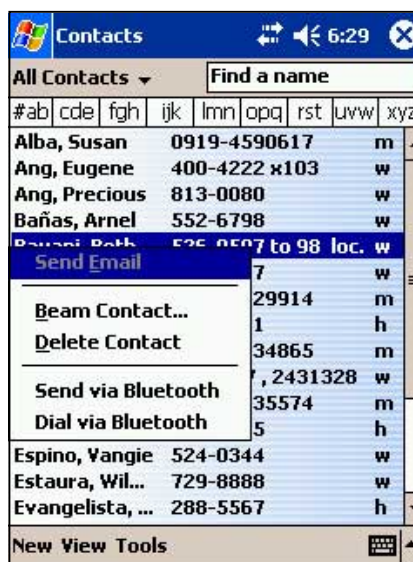 Contacts 6:29
All Contacts Find a name
#ab cde fgh ijk lmn opq rst uvw xyz
Alba, Susan 0919-4590617 m
Ang, Eugene 400-4222 x103 w
Ang, Precious 813-0080 w
Bañas, Arnel 552-6798 w
to 98 loc. w
Send Email 7 w
29914 m
Beam Contact... 1 h
Delete Contact 34865 m
, 2431328 w
Send via Bluetooth 35574 m
Dial via Bluetooth 5 h
Espino, Vangie 524-0344 w
Estaura, Wil... 729-8888 w
Evangelista, ... 288-5567 h
New View Tools